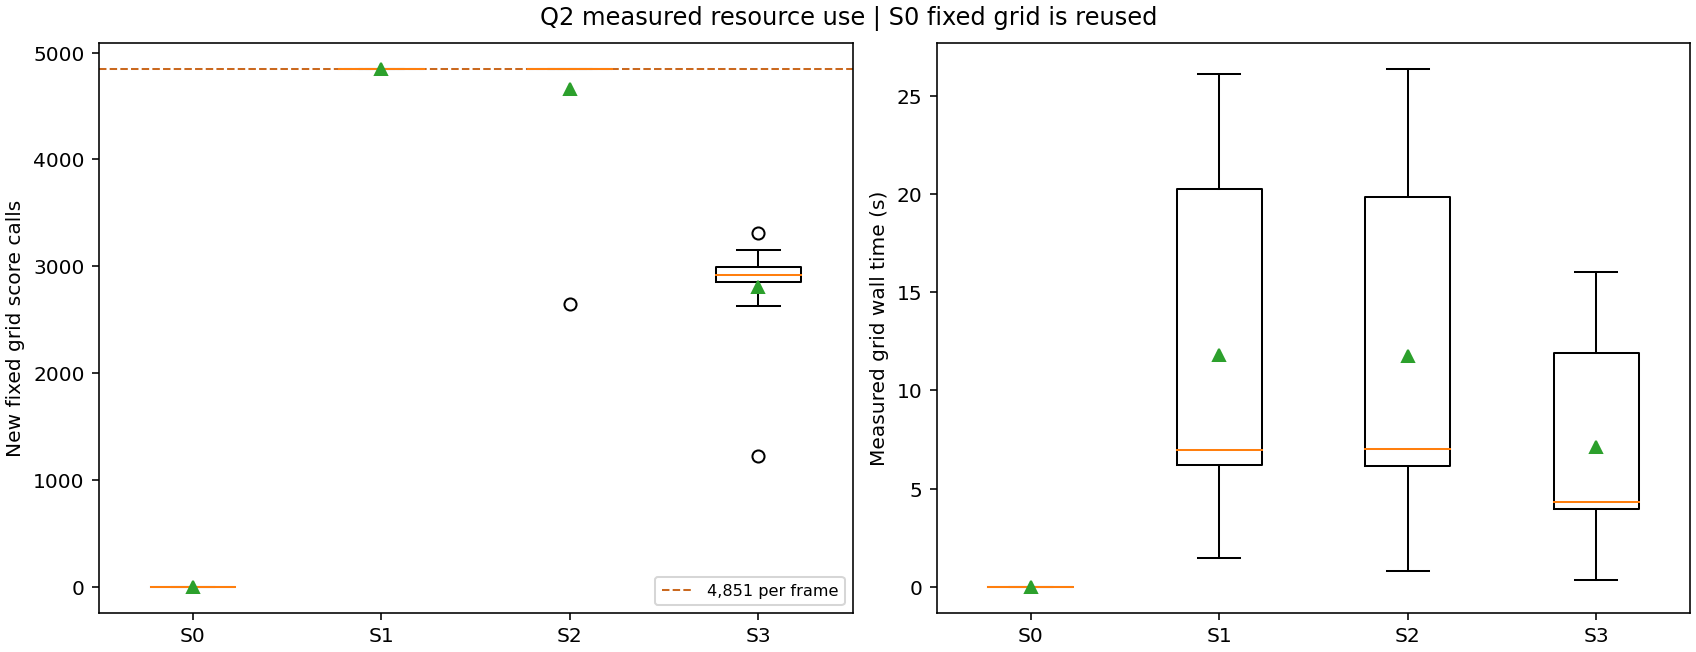 Q2 measured resource use | S0 fixed grid is reused
New fixed grid score calls
5000
4000
3000
2000
1000
0
S0
S1
S2
S3
4,851 per frame
Measured grid wall time (s)
25
20
15
10
5
0
S0
S1
S2
S3